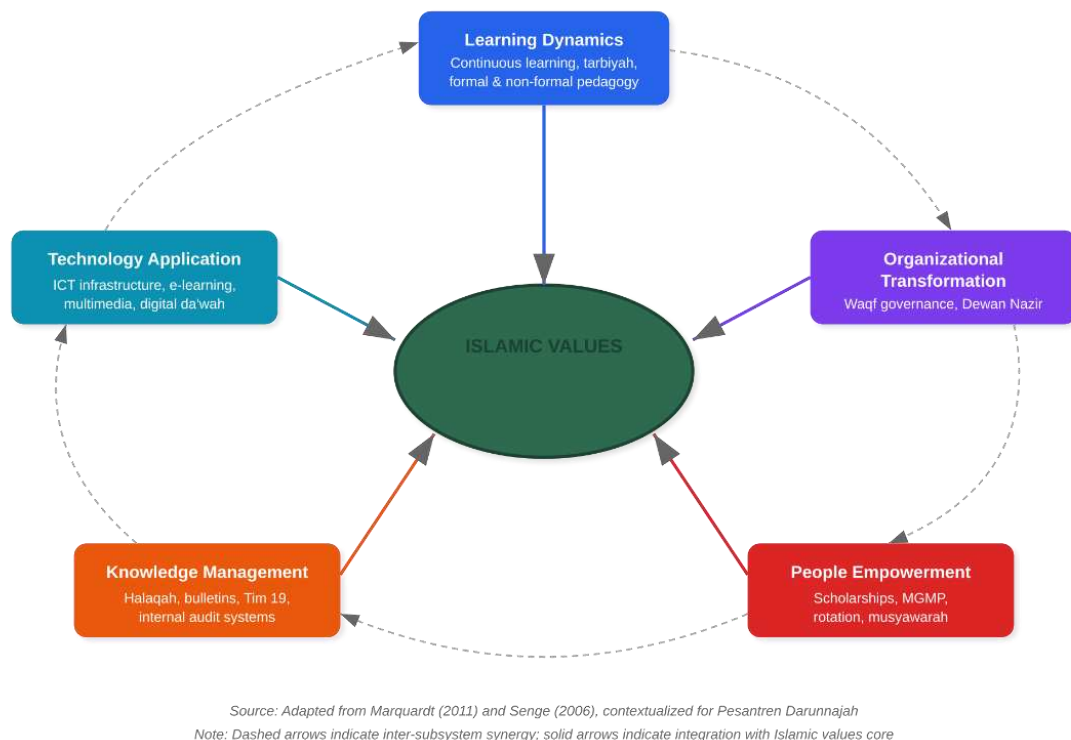 Learning Dynamics
Continuous learning, tarbiyah,
formal & non-formal pedagogy
Technology Application
ICT infrastructure, e-learning,
multimedia, digital da'wah
Organizational
Transformation
Waqf governance, Dewan Nazir
ISLAMIC VALUES
Knowledge Management
Halaqah, bulletins, Tim 19,
internal audit systems
People Empowerment
Scholarships, MGMP,
rotation, musyawarah
Source: Adapted from Marquardt (2011) and Senge (2006), contextualized for Pesantren Darunnajah
Note: Dashed arrows indicate inter-subsystem synergy; solid arrows indicate integration with Islamic values core